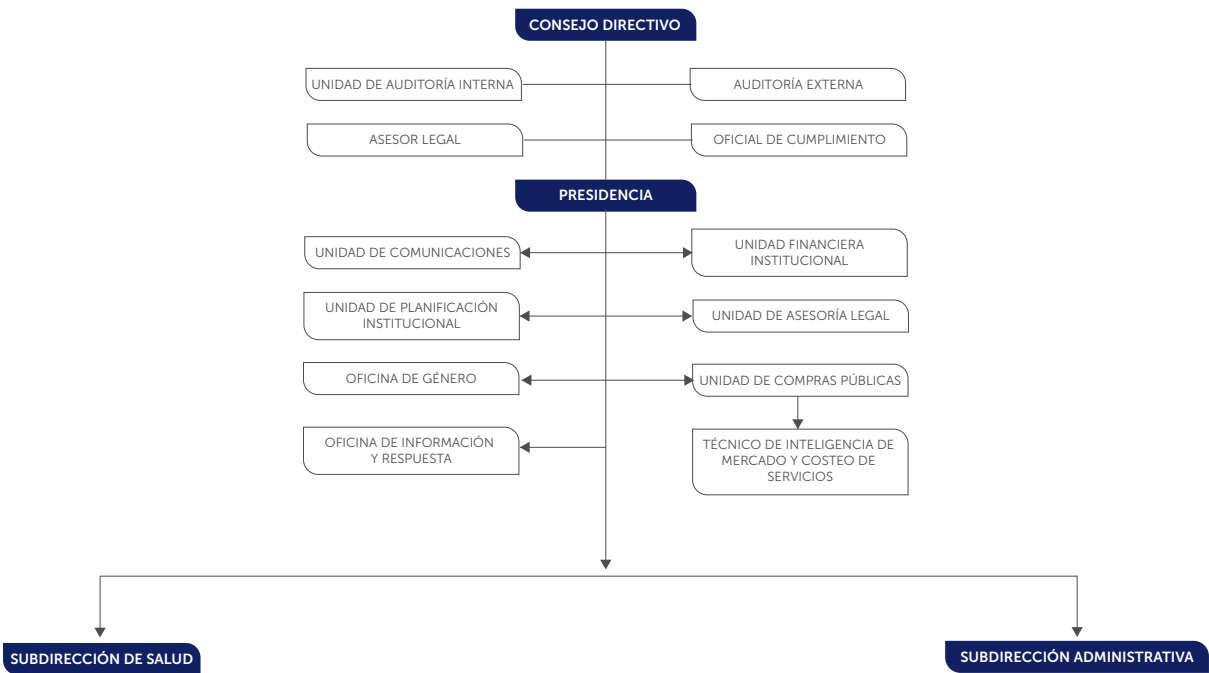 CONSEJO DIRECTIVO
UNIDAD DE AUDITORÍA INTERNA
AUDITORÍA EXTERNA
ASESOR LEGAL
OFICIAL DE CUMPLIMIENTO
PRESIDENCIA
UNIDAD DE COMUNICACIONES
UNIDAD FINANCIERA
INSTITUCIONAL
UNIDAD DE PLANIFICACIÓN
INSTITUCIONAL
UNIDAD DE ASESORÍA LEGAL
OFICINA DE GÉNERO
UNIDAD DE COMPRAS PÚBLICAS
OFICINA DE INFORMACIÓN
Y RESPUESTA
TÉCNICO DE INTELIGENCIA DE
MERCADO Y COSTEO DE
SERVICIOS
SUBDIRECCIÓN DE SALUD
SUBDIRECCIÓN ADMINISTRATIVA